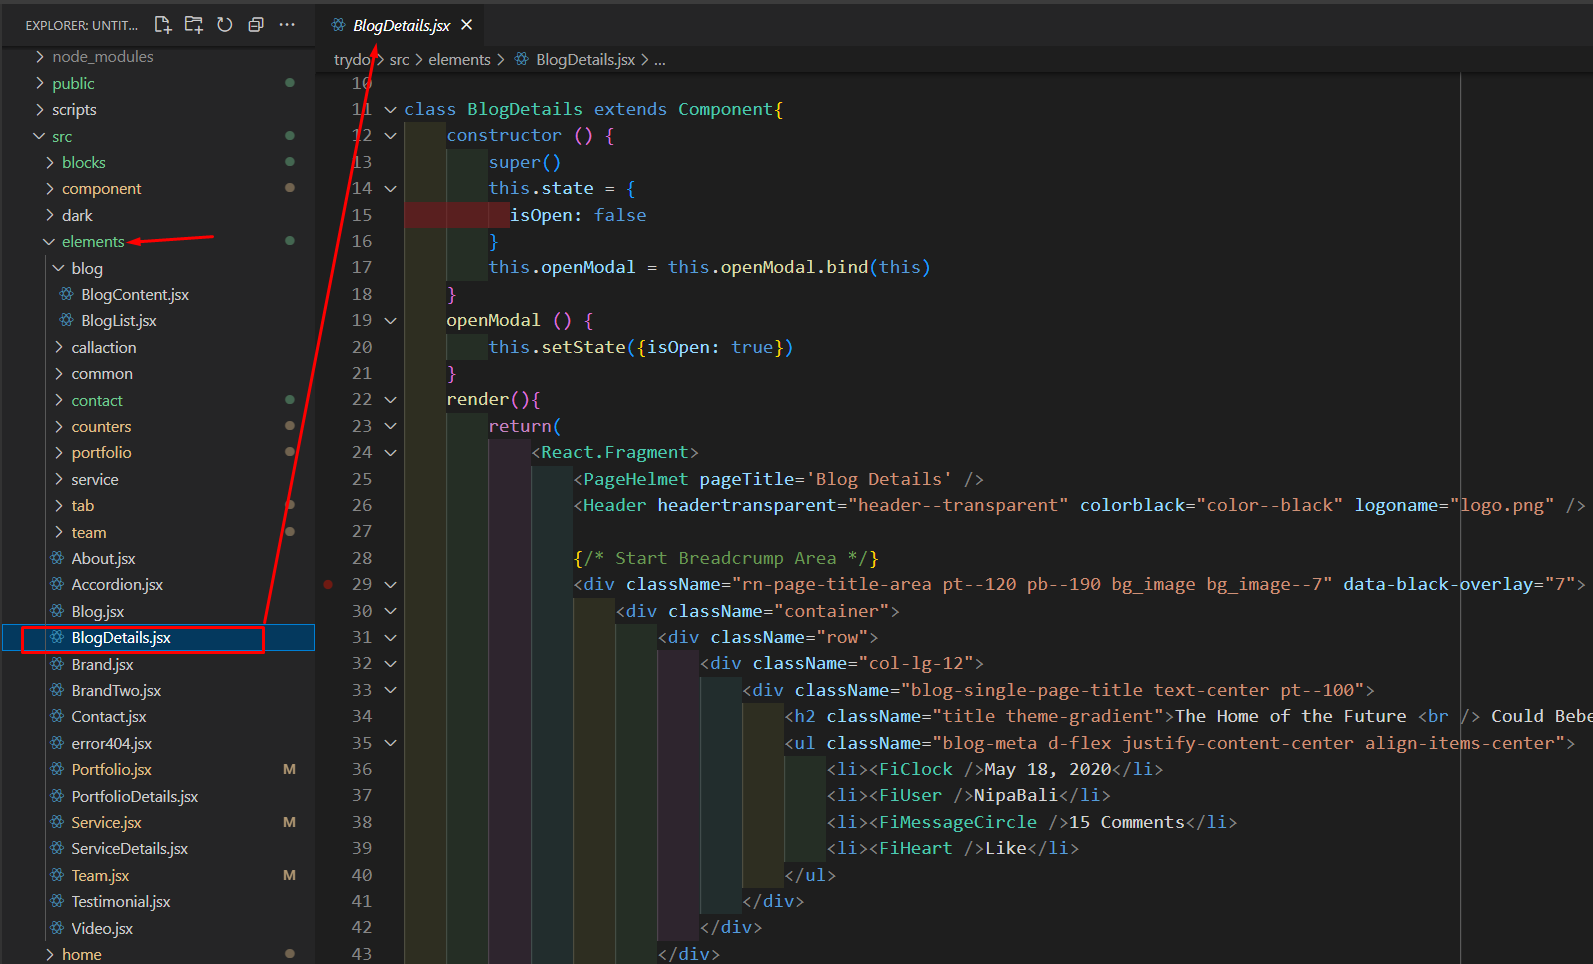 EXPLORER: UNTIT...
node_modules
public
scripts
src
blocks
component
dark
elements
blog
BlogContent.jsx
BlogList.jsx
callaction
common
contact
counters
portfolio
service
tab
team
About.jsx
Accordion.jsx
Blog.jsx
BlogDetails.jsx
Brand.jsx
BrandTwo.jsx
Contact.jsx
error404.jsx
Portfolio.jsx M
PortfolioDetails.jsx
Service.jsx M
ServiceDetails.jsx
Team.jsx M
Testimonial.jsx
Video.jsx
home
BlogDetails.jsx
trydo > src > elements > BlogDetails.jsx > ...
10
11 class BlogDetails extends Component{
12 constructor () {
13 super()
14 this.state = {
15 isOpen: false
16 }
17 this.openModal = this.openModal.bind(this)
18 }
19 openModal () {
20 this.setState({isOpen: true})
21 }
22 render(){
23 return(
24 <React.Fragment>
25 <PageHelmet pageTitle='Blog Details' />
26 <Header headertransparent="header--transparent" colorblack="color--black" logoname="logo.png" />
27
28 {/* Start Breadcrump Area */}
29 <div className="rn-page-title-area pt--120 pb--190 bg_image bg_image--7" data-black-overlay="7">
30 <div className="container">
31 <div className="row">
32 <div className="col-lg-12">
33 <div className="blog-single-page-title text-center pt--100">
34 <h2 className="title theme-gradient">The Home of the Future <br /> Could Bebe
35 <ul className="blog-meta d-flex justify-content-center align-items-center">
36 <li><FiClock />May 18, 2020</li>
37 <li><FiUser />NipaBali</li>
38 <li><FiMessageCircle />15 Comments</li>
39 <li><FiHeart />Like</li>
40 </ul>
41 </div>
42 </div>
43 </div>